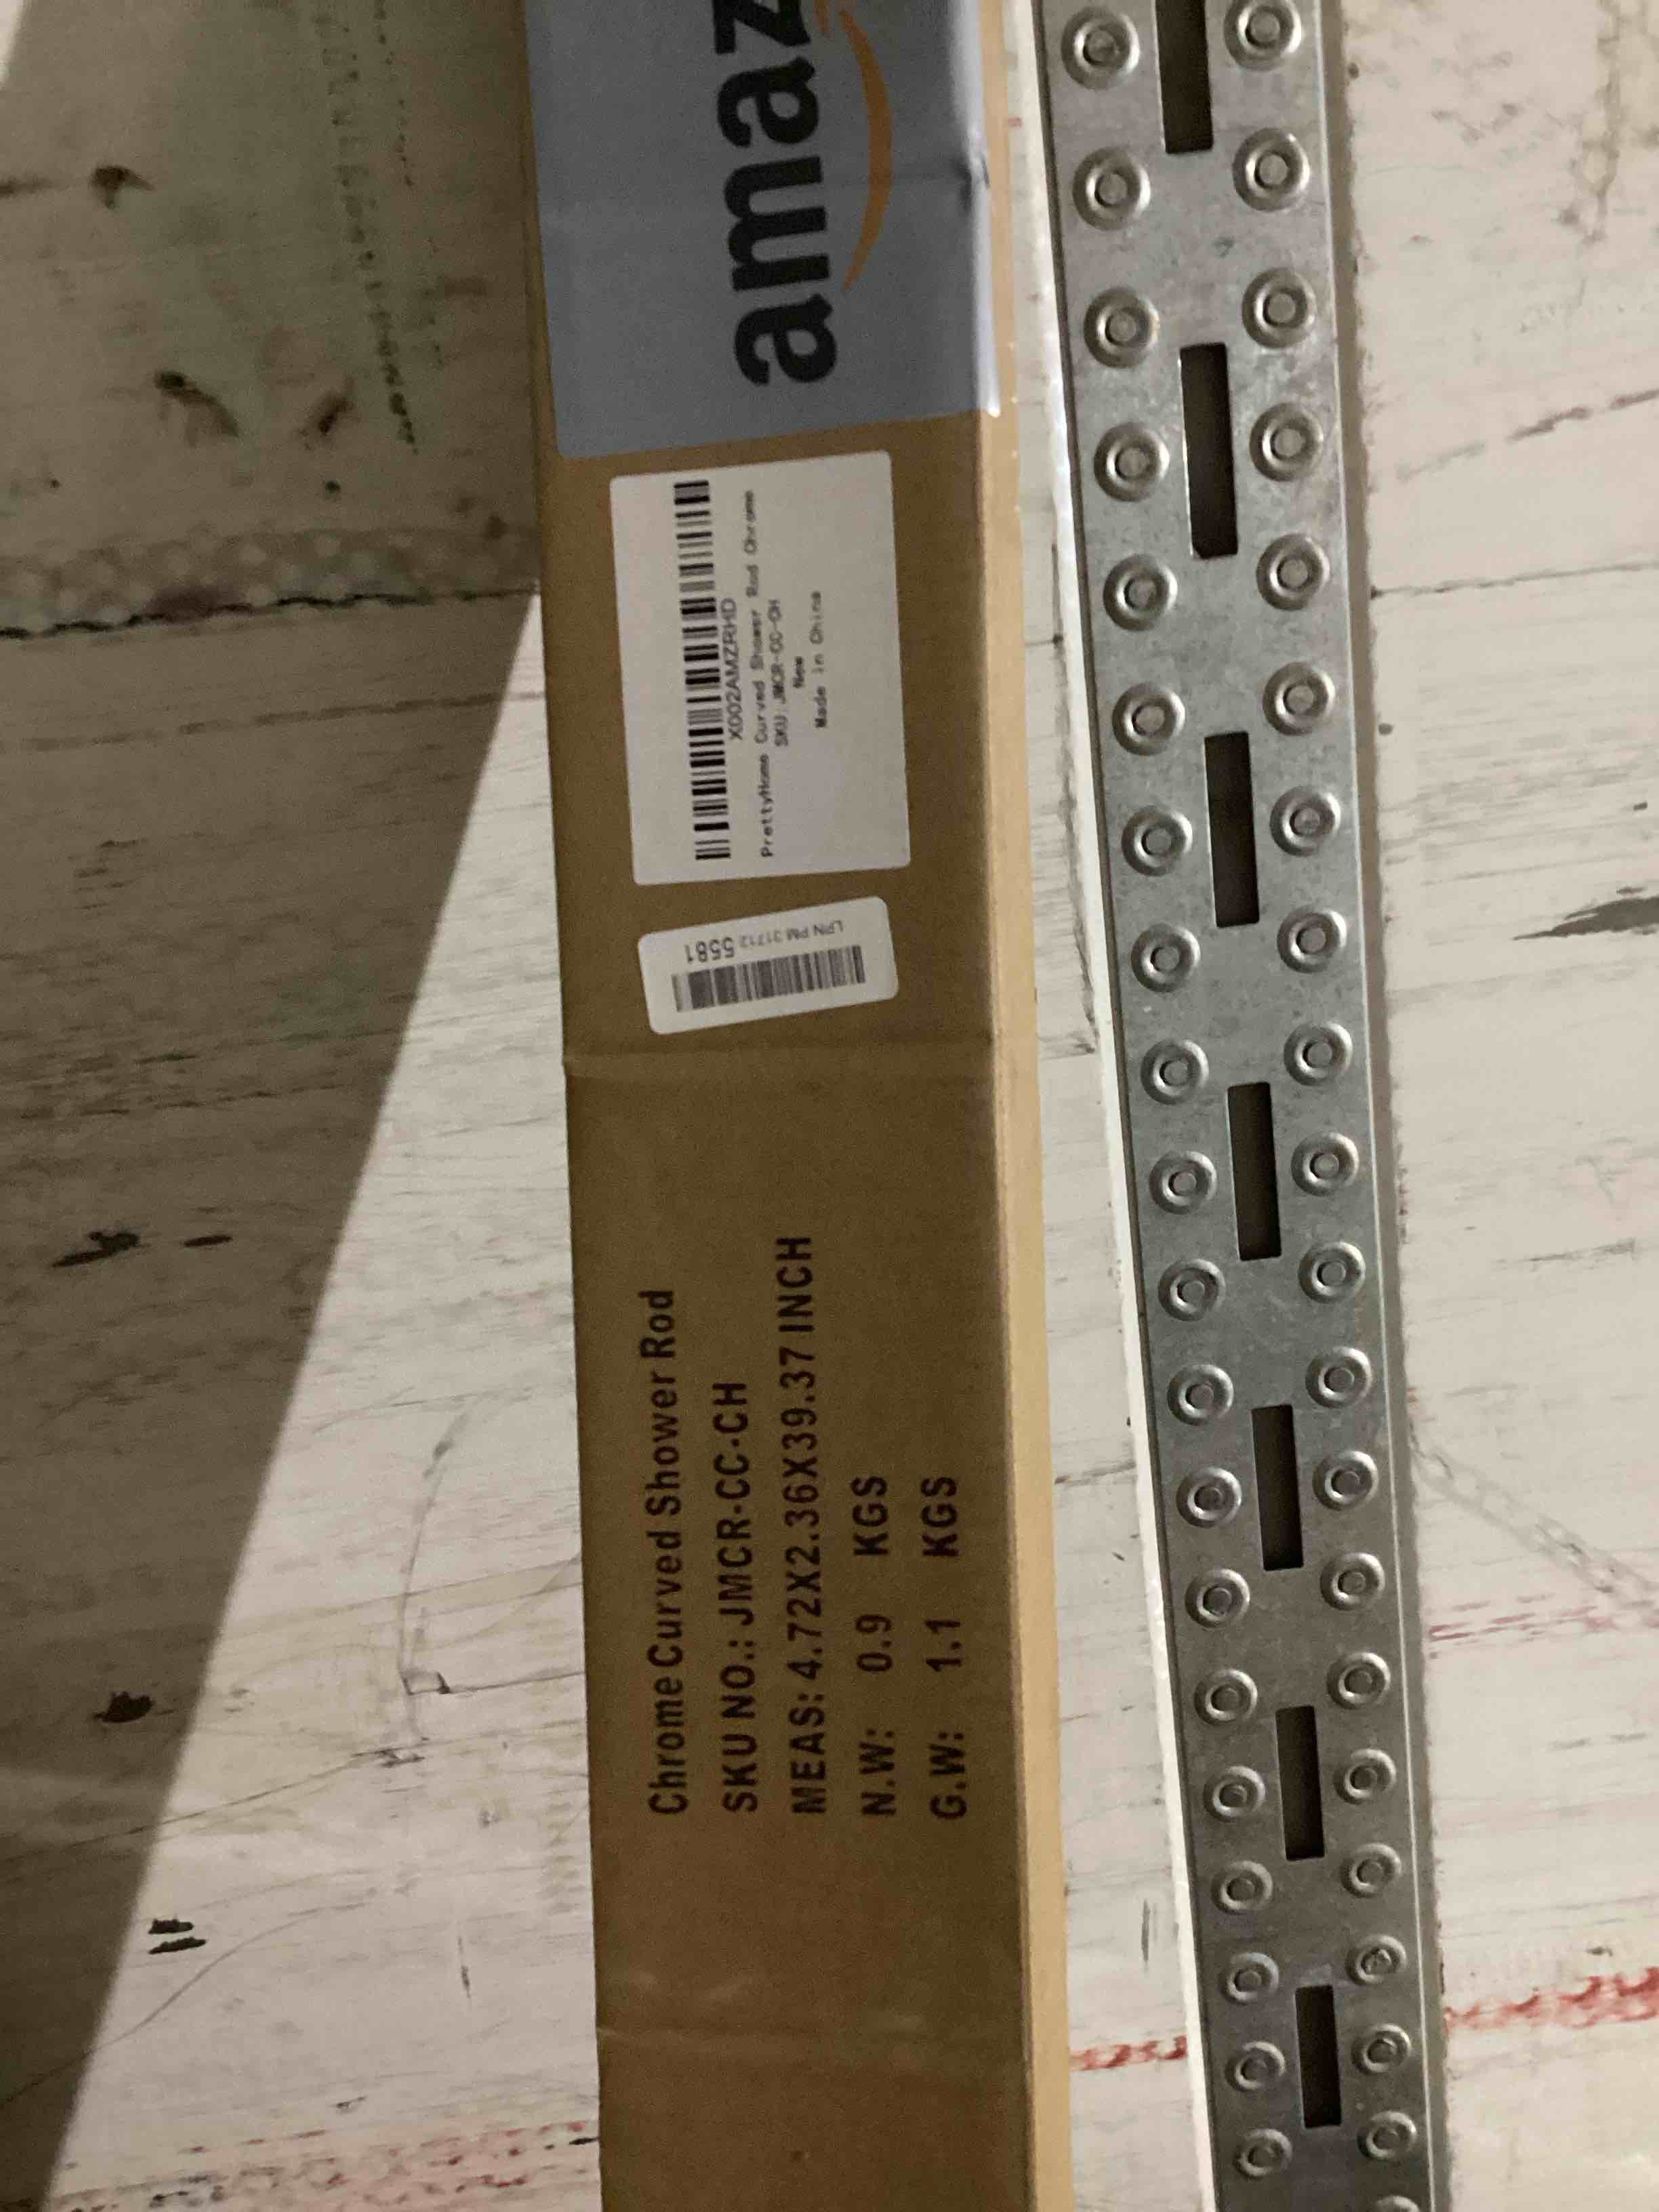 amaz
X002AMZRHD
PrettyHome Curved Shower Rod Chrome
SKU: JMCR-CC-CH
New
Made in China
LPN PM 31712 5581
Chrome Curved Shower Rod
SKU NO.: JMCR-CC-CH
MEAS: 4.72X2.36X39.37 INCH
N.W: 0.9 KGS
G.W: 1.1 KGS